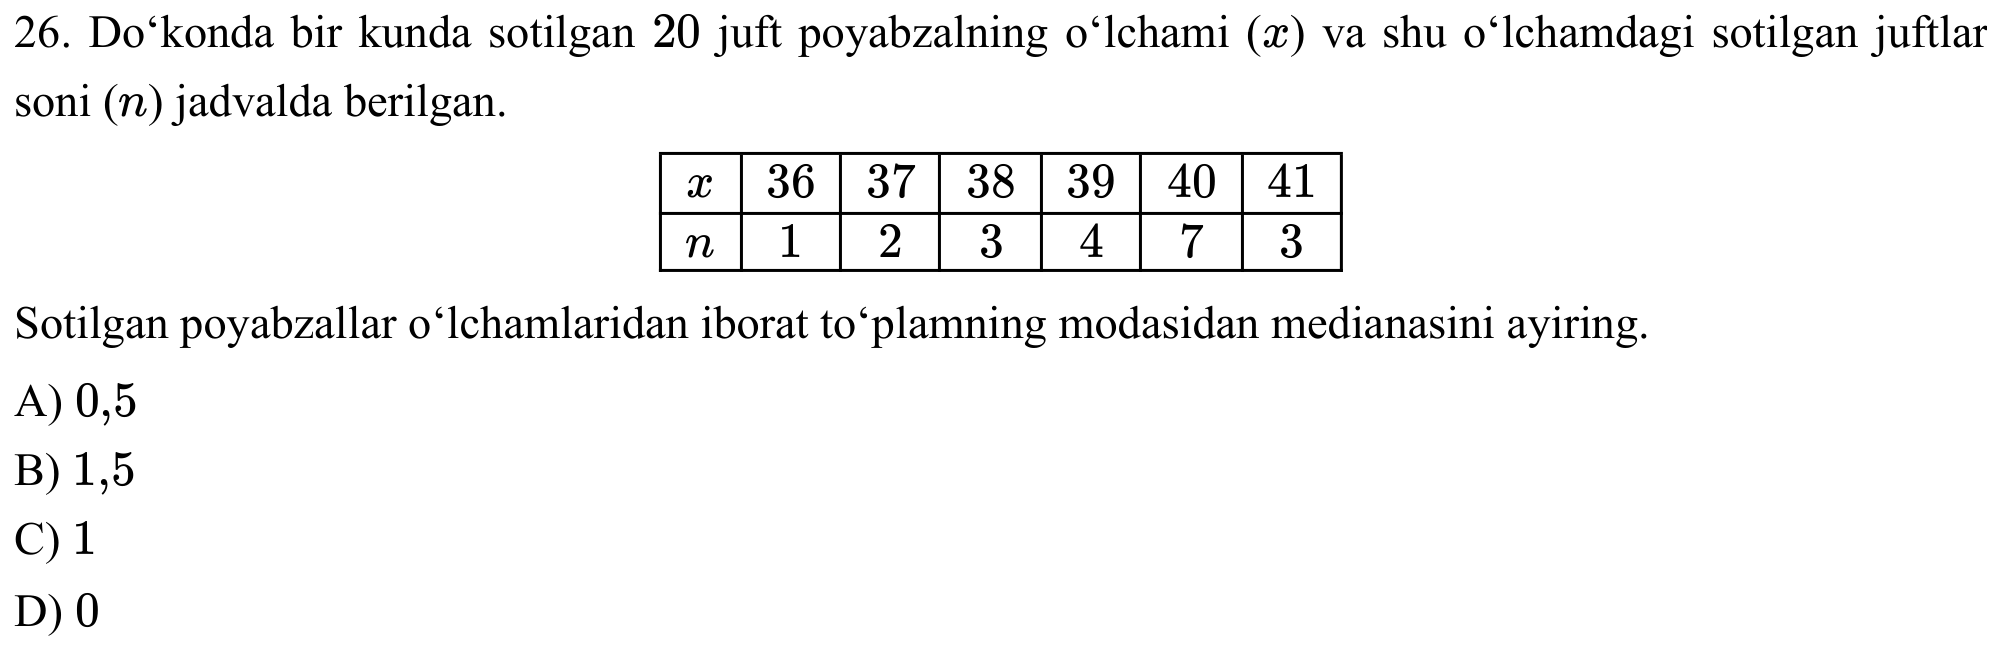 26. Do‘konda bir kunda sotilgan 20 juft poyabzalning o‘lchami (x) va shu o‘lchamdagi sotilgan juftlar
soni (n) jadvalda berilgan.
x 36 37 38 39 40 41
n 1 2 3 4 7 3
Sotilgan poyabzallar o‘lchamlaridan iborat to‘plamning modasidan medianasini ayiring.
A) 0,5
B) 1,5
C) 1
D) 0